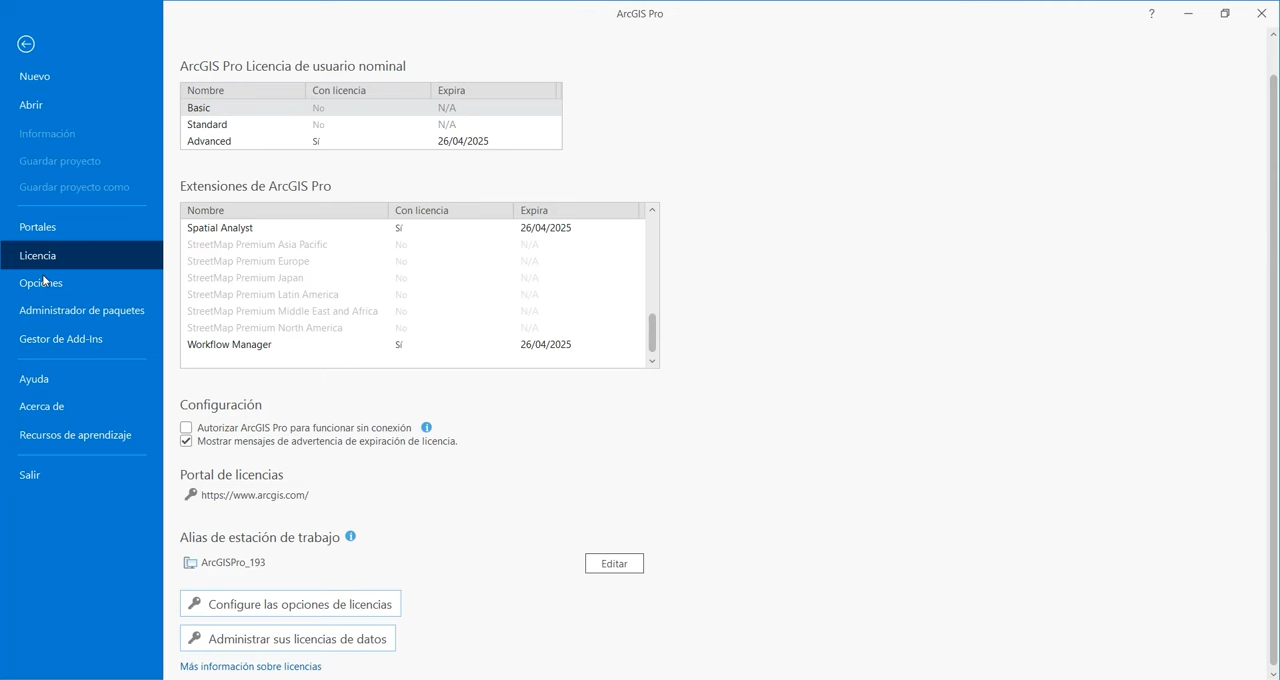 ArcGIS Pro
?
Nuevo
Abrir
Información
Guardar proyecto
Guardar proyecto como
Portales
Licencia
Opciones
Administrador de paquetes
Gestor de Add-Ins
Ayuda
Acerca de
Recursos de aprendizaje
Salir
ArcGIS Pro Licencia de usuario nominal
Nombre Con licencia Expira
Basic No N/A
Standard No N/A
Advanced Sí 26/04/2025
Extensiones de ArcGIS Pro
Nombre Con licencia Expira
Spatial Analyst Sí 26/04/2025
StreetMap Premium Asia Pacific No N/A
StreetMap Premium Europe No N/A
StreetMap Premium Japan No N/A
StreetMap Premium Latin America No N/A
StreetMap Premium Middle East and Africa No N/A
StreetMap Premium North America No N/A
Workflow Manager Sí 26/04/2025
Configuración
Autorizar ArcGIS Pro para funcionar sin conexión
Mostrar mensajes de advertencia de expiración de licencia.
Portal de licencias
https://www.arcgis.com/
Alias de estación de trabajo
ArcGISPro_193 Editar
Configure las opciones de licencias
Administrar sus licencias de datos
Más información sobre licencias